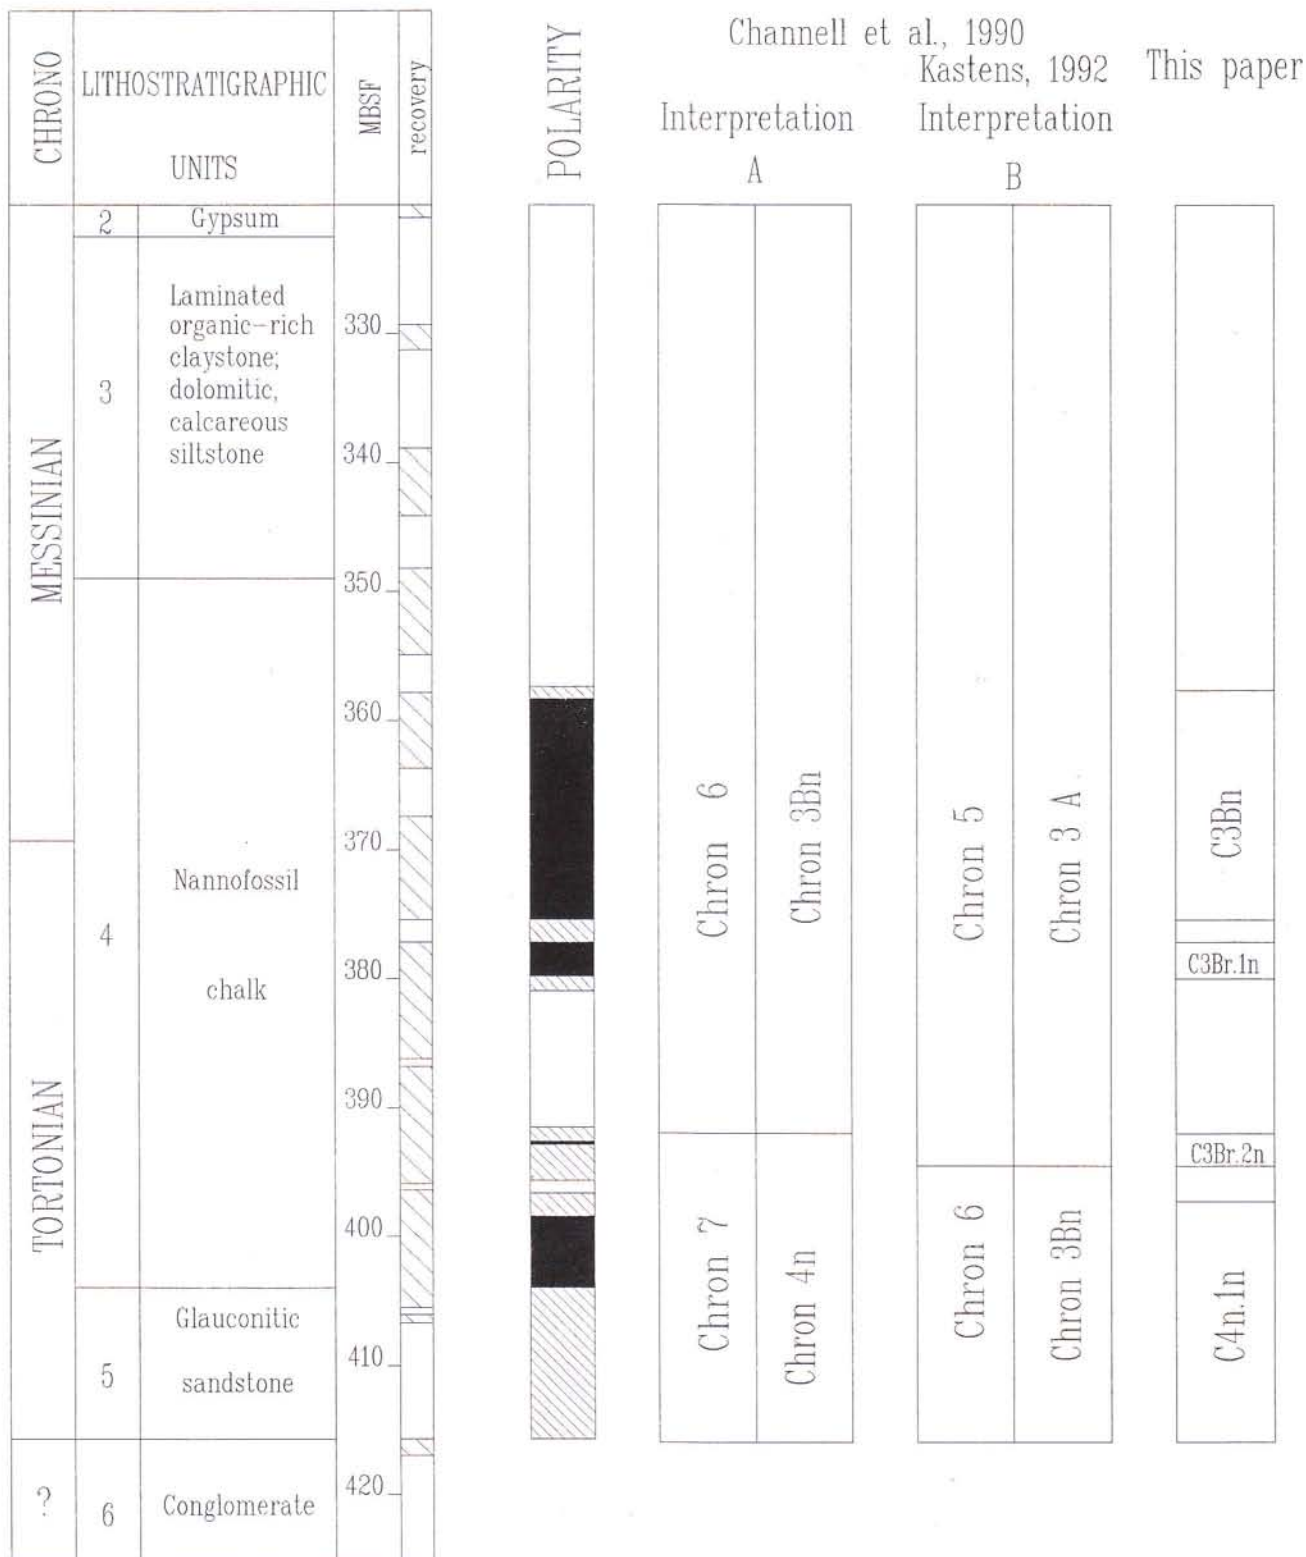 CHRONO
LITHOSTRATIGRAPHIC
UNITS
MBSF
recovery
POLARITY
Channell et al., 1990
Kastens, 1992
This paper
Interpretation
A
Interpretation
B
MESSINIAN
TORTONIAN
?
2
Gypsum
3
Laminated
organic-rich
claystone;
dolomitic,
calcareous
siltstone
4
Nannofossil
chalk
5
Glauconitic
sandstone
6
Conglomerate
330
340
350
360
370
380
390
400
410
420
Chron 6
Chron 3Bn
Chron 7
Chron 4n
Chron 5
Chron 3 A
Chron 6
Chron 3Bn
C3Bn
C3Br.1n
C3Br.2n
C4n.1n